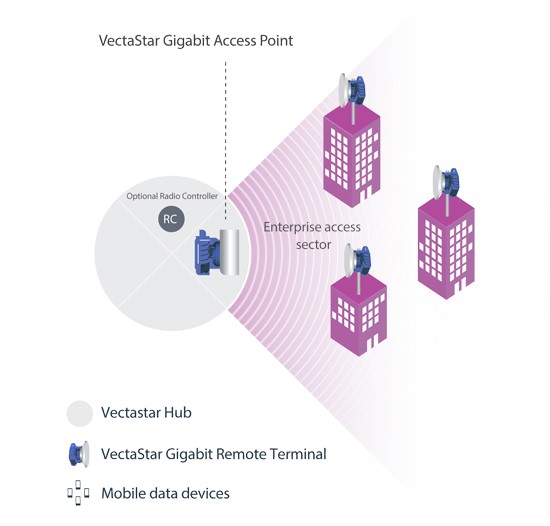 VectaStar Gigabit Access Point
Optional Radio Controller
RC
Enterprise access
sector
Vectastar Hub
VectaStar Gigabit Remote Terminal
Mobile data devices